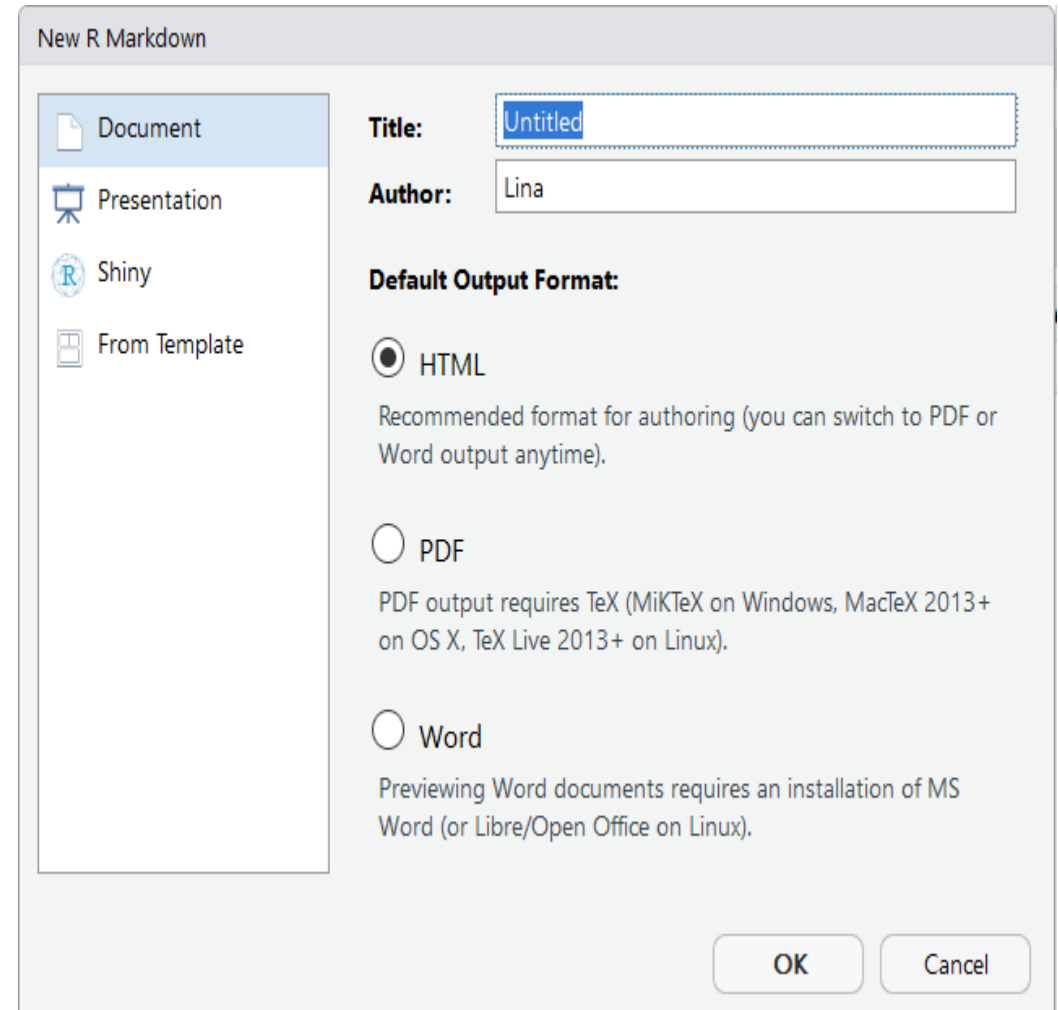 New R Markdown
Document
Presentation
Shiny
From Template
Title:
Untitled
Author:
Lina
Default Output Format:
HTML
Recommended format for authoring (you can switch to PDF or
Word output anytime).
PDF
PDF output requires TeX (MiKTeX on Windows, MacTeX 2013+
on OS X, TeX Live 2013+ on Linux).
Word
Previewing Word documents requires an installation of MS
Word (or Libre/Open Office on Linux).
OK
Cancel